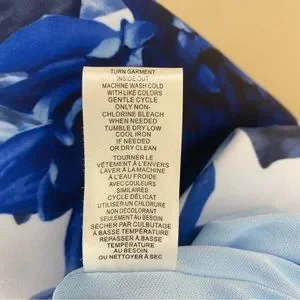 TURN GARMENT
INSIDE OUT
MACHINE WASH COLD
WITH LIKE COLORS
GENTLE CYCLE
ONLY NON-
CHLORINE BLEACH
WHEN NEEDED
TUMBLE DRY LOW
COOL IRON
IF NEEDED
OR DRY CLEAN
TOURNER LE
VÊTEMENT À L'ENVERS
LAVER À LA MACHINE
À L'EAU FROIDE
AVEC COULEURS
SIMILAIRES
CYCLE DÉLICAT
UTILISER UN CHLORURE
NON DÉCOLORANT
SEULEMENT AU BESOIN
SÉCHER PAR CULBUTAGE
À BASSE TEMPÉRATURE
REPASSER À BASSE
TEMPÉRATURE
AU BESOIN
OU NETTOYER À SEC